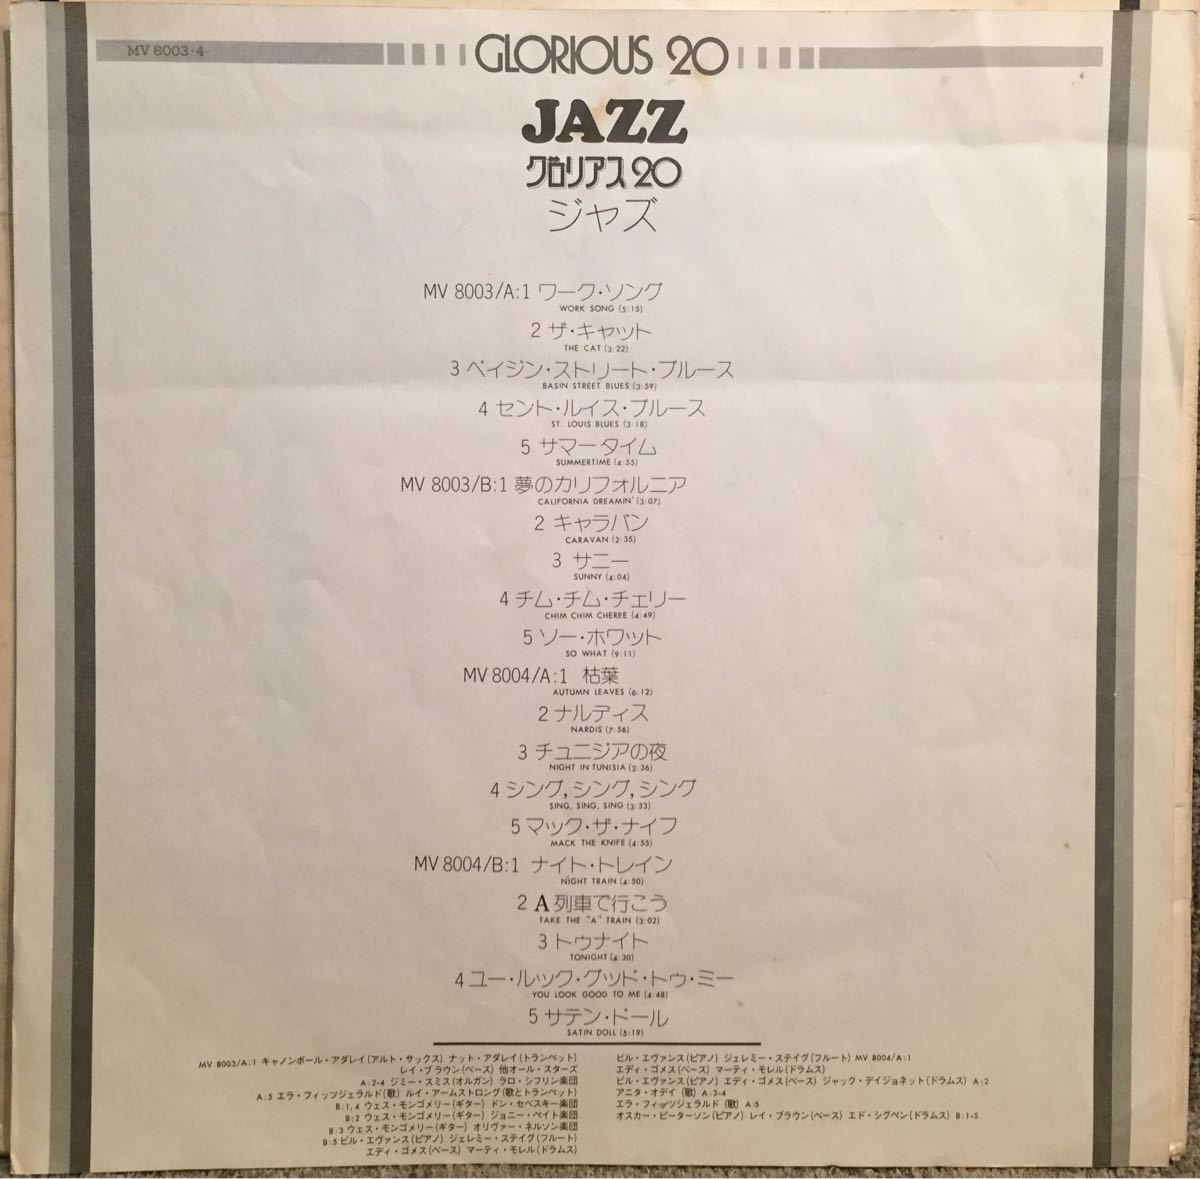 MV 8003・4
GLORIOUS 20
JAZZ
グロリアス20
ジャズ
MV 8003/A:1 ワーク・ソング
WORK SONG (5:15)
2 ザ・キャット
THE CAT (3:22)
3 ベイジン・ストリート・ブルース
BASIN STREET BLUES (3:59)
4 セント・ルイス・ブルース
ST. LOUIS BLUES (3:18)
5 サマータイム
SUMMERTIME (4:55)
MV 8003/B:1 夢のカリフォルニア
CALIFORNIA DREAMIN' (3:07)
2 キャラバン
CARAVAN (2:35)
3 サニー
SUNNY (4:04)
4 チム・チム・チェリー
CHIM CHIM CHEREE (4:49)
5 ソー・ホワット
SO WHAT (9:11)
MV 8004/A:1 枯葉
AUTUMN LEAVES (6:12)
2 ナルディス
NARDIS (7:56)
3 チュニジアの夜
NIGHT IN TUNISIA (2:36)
4 シング,シング,シング
SING, SING, SING (3:33)
5 マック・ザ・ナイフ
MACK THE KNIFE (4:55)
MV 8004/B:1 ナイト・トレイン
NIGHT TRAIN (4:50)
2 A列車で行こう
TAKE THE "A" TRAIN (3:02)
3 トゥナイト
TONIGHT (4:30)
4 ユー・ルック・グッド・トゥ・ミー
YOU LOOK GOOD TO ME (4:48)
5 サテン・ドール
SATIN DOLL (5:19)
MV 8003/A:1 キャノンボール・アダレイ(アルト・サックス) ナット・アダレイ(トランペット)
レイ・ブラウン(ベース) 他オール・スターズ
A:2-4 ジミー・スミス(オルガン) ラロ・シフリン楽団
A:5 エラ・フィッツジェラルド(歌) ルイ・アームストロング(歌とトランペット)
B:1,4 ウェス・モンゴメリー(ギター) ドン・セベスキー楽団
B:2 ウェス・モンゴメリー(ギター) ジョニー・ペイト楽団
B:3 ウェス・モンゴメリー(ギター) オリヴァー・ネルソン楽団
B:5 ビル・エヴァンス(ピアノ) ジェレミー・ステイグ(フルート)
エディ・ゴメス(ベース) マーティ・モレル(ドラムス)
ビル・エヴァンス(ピアノ) ジェレミー・ステイグ(フルート) MV 8004/A:1
エディ・ゴメス(ベース) マーティ・モレル(ドラムス)
ビル・エヴァンス(ピアノ) エディ・ゴメス(ベース) ジャック・デイジョネット(ドラムス) A:2
アニタ・オデイ (歌) A:3-4
エラ・フィッツジェラルド (歌) A:5
オスカー・ピーターソン(ピアノ) レイ・ブラウン(ベース) エド・シグペン(ドラムス) B:1-5